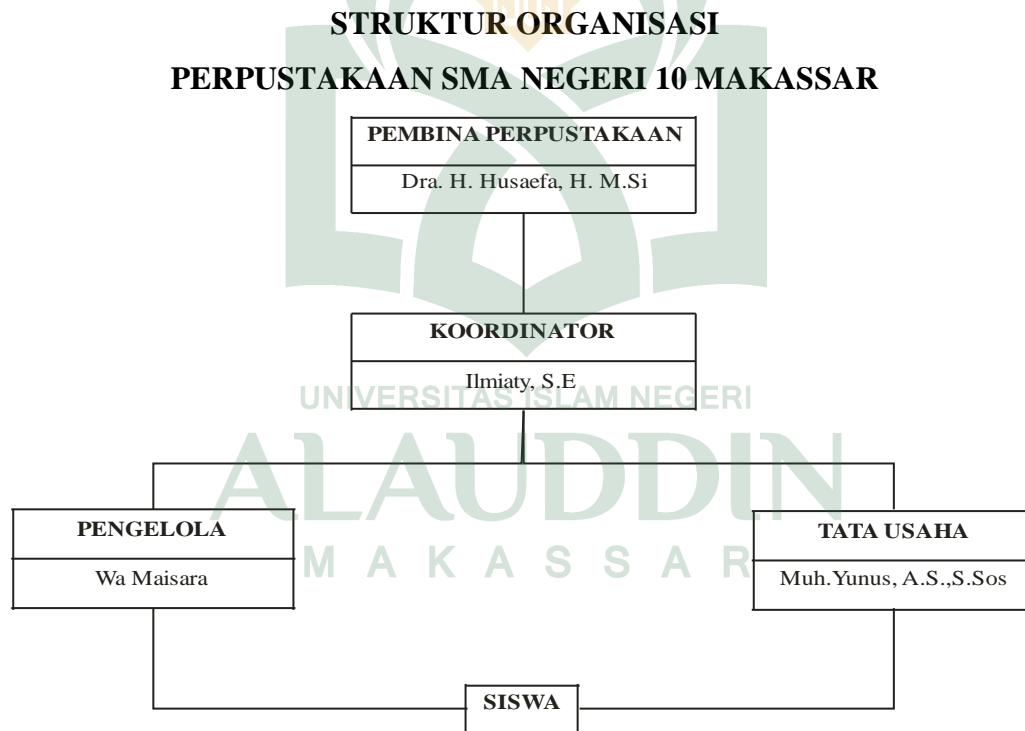 STRUKTUR ORGANISASI
PERPUSTAKAAN SMA NEGERI 10 MAKASSAR
PEMBINA PERPUSTAKAAN
Dra. H. Husaefa, H. M.Si
KOORDINATOR
Ilmiaty, S.E
UNIVERSITAS ISLAM NEGERI
ALAUDDIN
MAKASSAR
PENGELOLA
Wa Maisara
TATA USAHA
Muh.Yunus, A.S.,S.Sos
SISWA